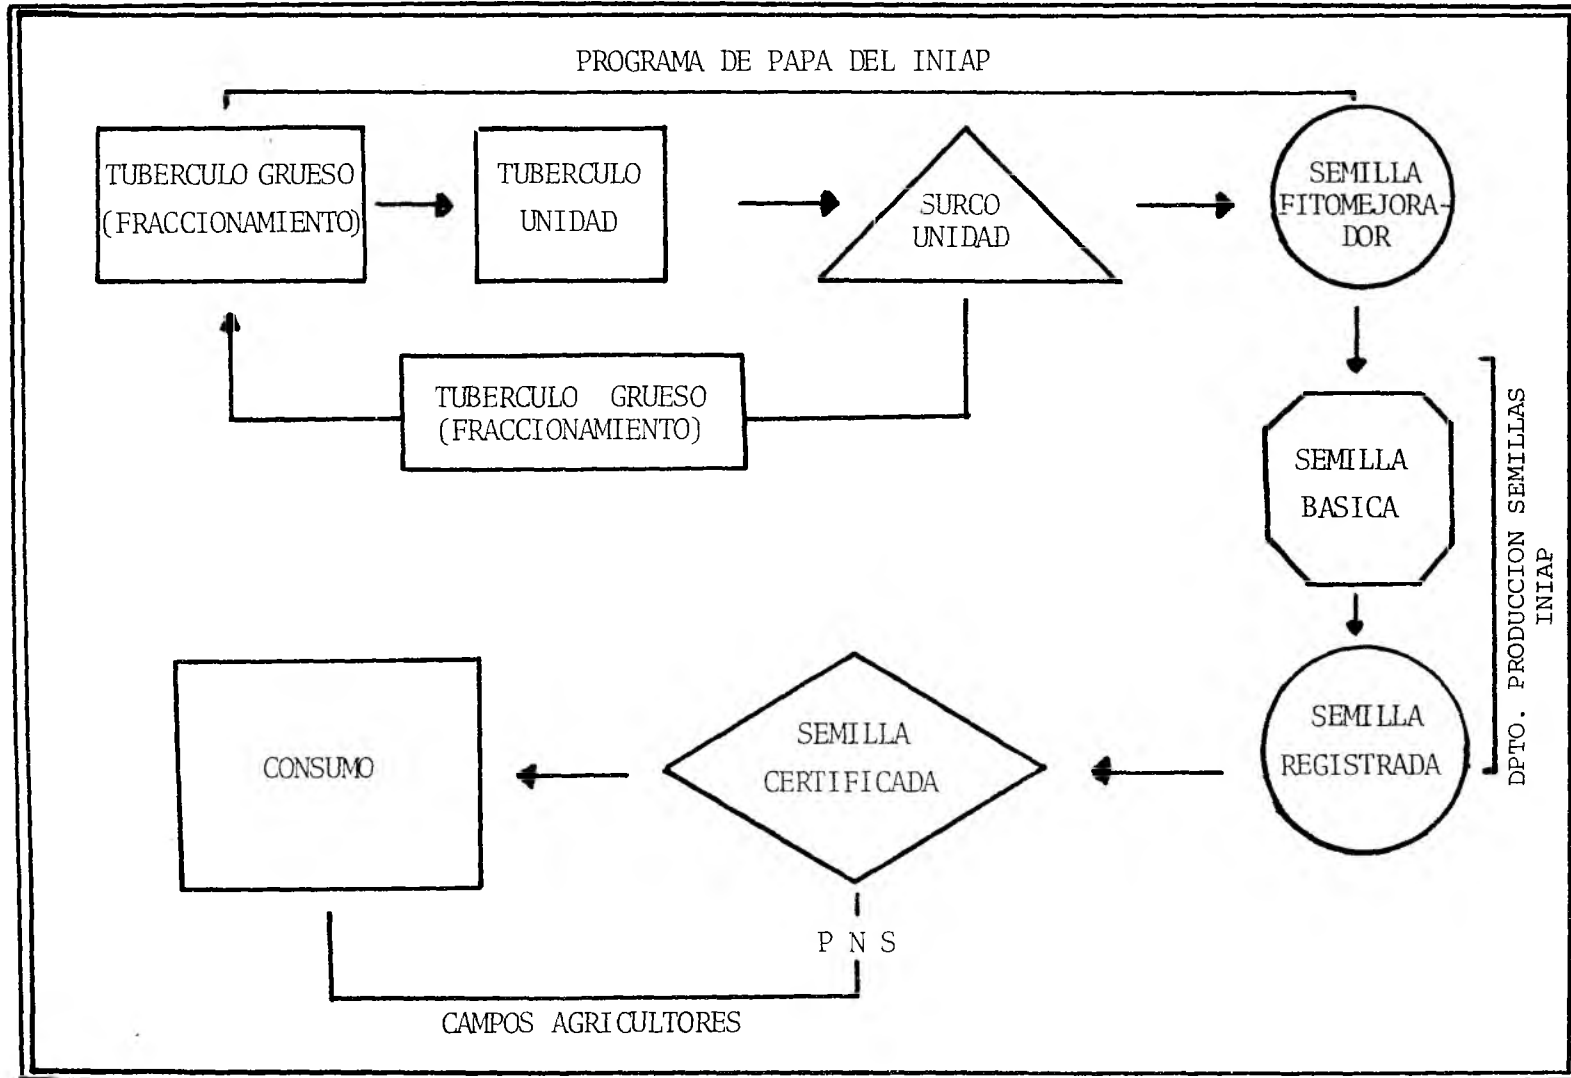 PROGRAMA DE PAPA DEL INIAP
TUBERCULO GRUESO
(FRACCIONAMIENTO)
TUBERCULO
UNIDAD
SURCO
UNIDAD
SEMILLA
FITOMEJORA-
DOR
TUBERCULO GRUESO
(FRACCIONAMIENTO)
SEMILLA
BASICA
DPTO. PRODUCCION SEMILLAS
INIAP
SEMILLA
REGISTRADA
SEMILLA
CERTIFICADA
CONSUMO
P N S
CAMPOS AGRICULTORES